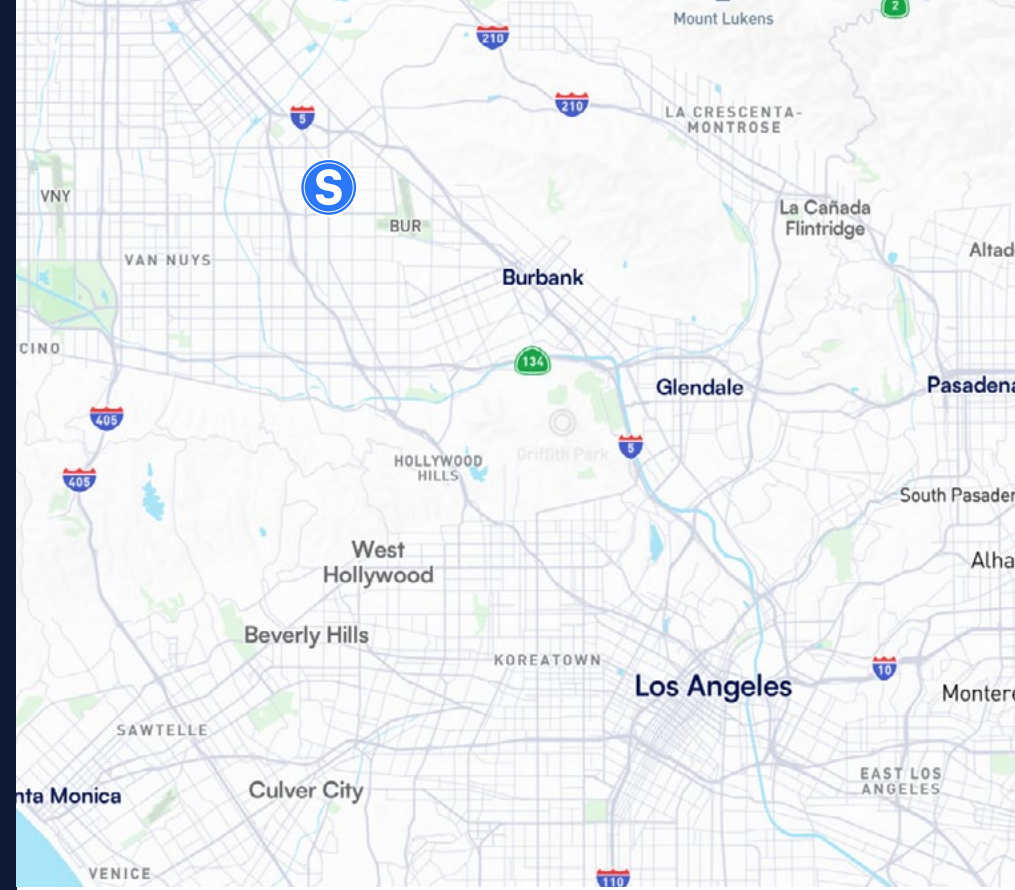 2
Mount Lukens
210
210
5
LA CRESCENTA-
MONTROSE
S
VNY
La Cañada
Flintridge
BUR
VAN NUYS
Altad
Burbank
CINO
134
Glendale
Pasadena
405
5
Griffith Park
HOLLYWOOD
HILLS
405
South Pasader
West
Hollywood
Alha
Beverly Hills
KOREATOWN
10
Los Angeles
Montere
SAWTELLE
EAST LOS
ANGELES
Culver City
nta Monica
VENICE
110